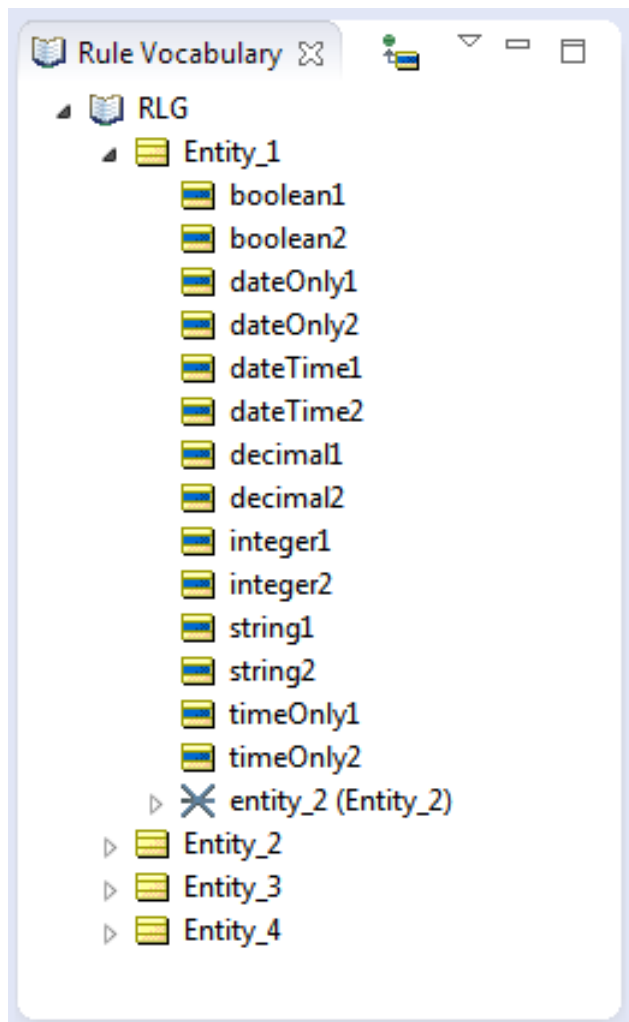 Rule Vocabulary
RLG
Entity_1
boolean1
boolean2
dateOnly1
dateOnly2
dateTime1
dateTime2
decimal1
decimal2
integer1
integer2
string1
string2
timeOnly1
timeOnly2
entity_2 (Entity_2)
Entity_2
Entity_3
Entity_4